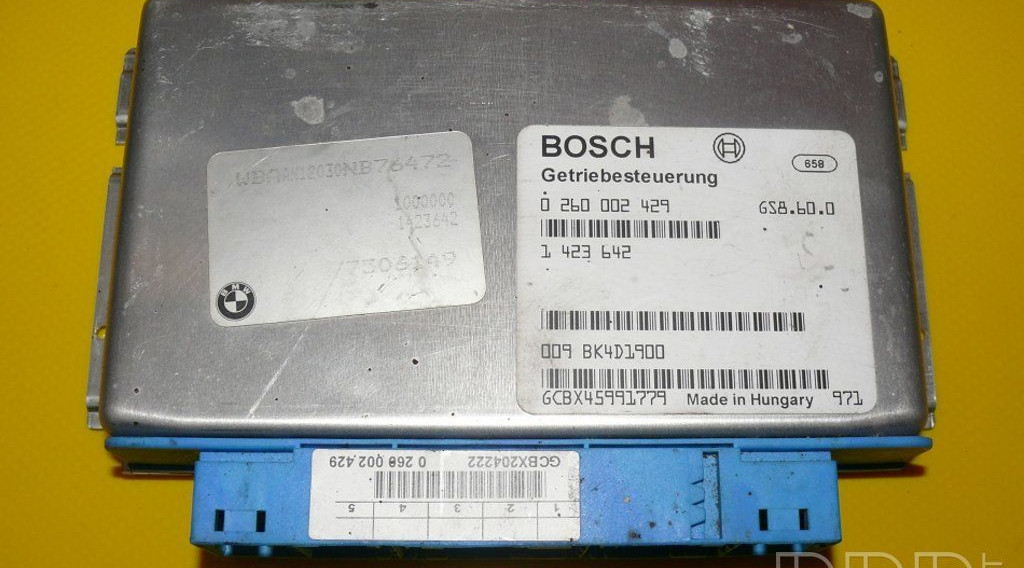 WBAAN12030NB76472
1000000
1423642
7506149
BMW
BOSCH
658
Getriebesteuerung
0 260 002 429 GS8.60.0
1 423 642
009 BK4D1900
GCBX45991779 Made in Hungary 971
GCBX204222 0 260 002 429
1 2 3 4 5